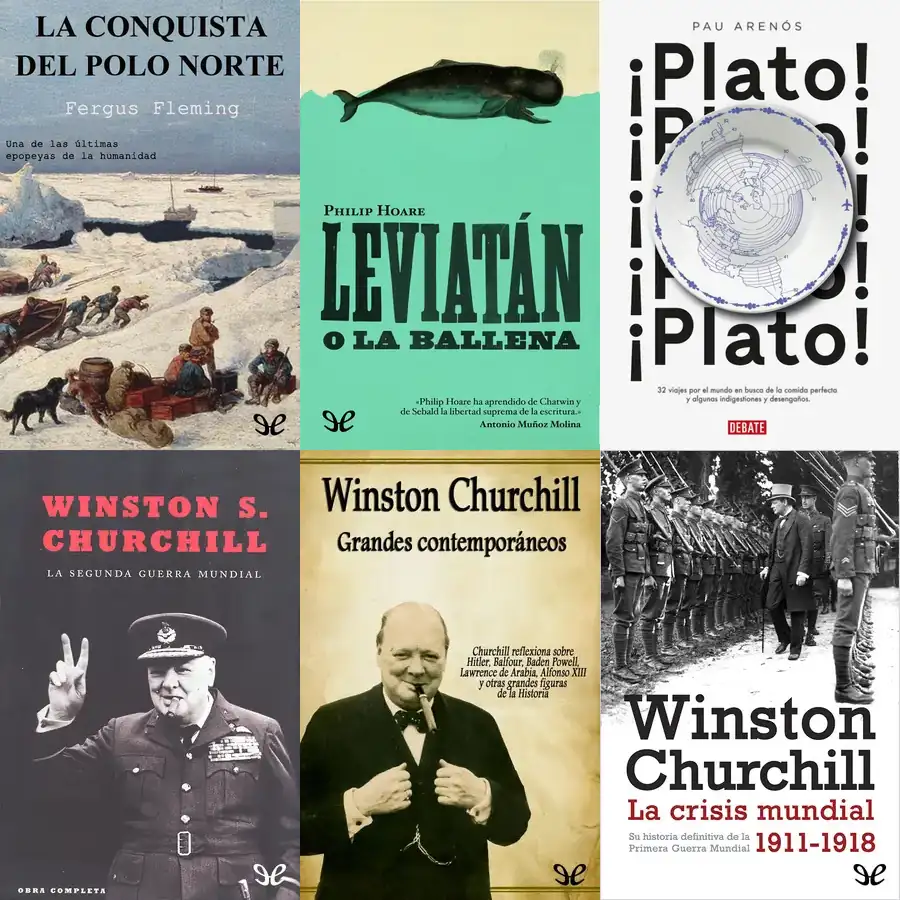 LA CONQUISTA
DEL POLO NORTE
Fergus Fleming
Una de las últimas
epopeyas de la humanidad
PHILIP HOARE
LEVIATÁN
O LA BALLENA
«Philip Hoare ha aprendido de Chatwin y
de Sebald la libertad suprema de la escritura.»
Antonio Muñoz Molina
PAU ARENÓS
¡Plato!
¡Plato!
¡Plato!
¡Plato!
¡Plato!
32 viajes por el mundo en busca de la comida perfecta
y algunas indigestiones y desengaños.
DEBATE
WINSTON S.
CHURCHILL
LA SEGUNDA GUERRA MUNDIAL
OBRA COMPLETA
Winston Churchill
Grandes contemporáneos
Churchill reflexiona sobre
Hitler, Balfour, Baden Powell,
Lawrence de Arabia, Alfonso XIII
y otras grandes figuras
de la Historia
Winston
Churchill
La crisis mundial
Su historia definitiva de la
Primera Guerra Mundial
1911-1918